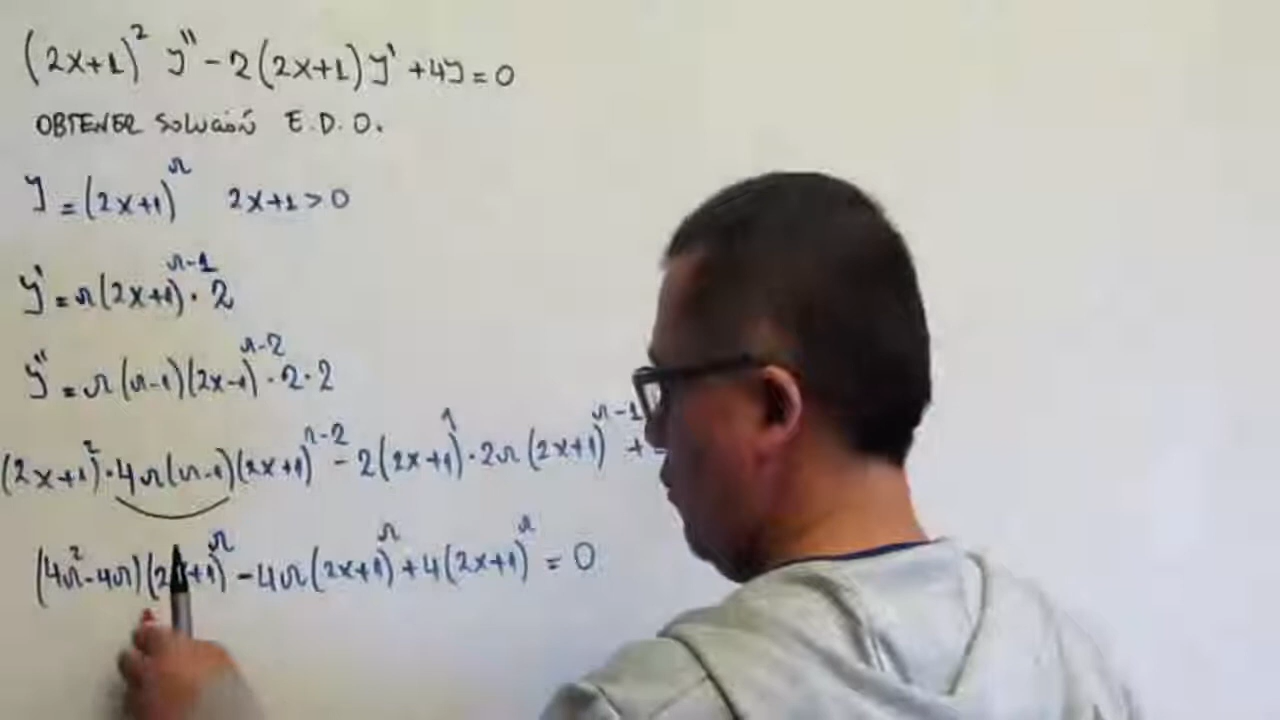 (2x+1)² y'' - 2(2x+1)y' + 4y = 0
OBTENER SOLUCIÓN E.D.O.
y = (2x+1)^r 2x+1 > 0
y' = r(2x+1)^(r-1) · 2
y'' = r(r-1)(2x-1)^(r-2) · 2 · 2
(2x+1)² · 4r(r-1)(2x+1)^(r-2) - 2(2x+1)^1 · 2r(2x+1)^(r-1) +
(4r² - 4r)(2x+1)^r - 4r(2x+1)^r + 4(2x+1)^r = 0